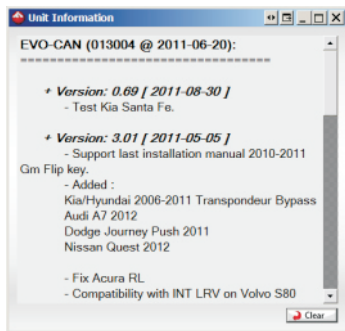 Unit Information
EVO-CAN (013004 @ 2011-06-20):
====================================
+ Version: 0.69 [ 2011-08-30 ]
- Test Kia Santa Fe.
+ Version: 3.01 [ 2011-05-05 ]
- Support last installation manual 2010-2011
Gm Flip key.
- Added :
Kia/Hyundai 2006-2011 Transpondeur Bypass
Audi A7 2012
Dodge Journey Push 2011
Nissan Quest 2012
- Fix Acura RL
- Compatibility with INT LRV on Volvo S80
Clear